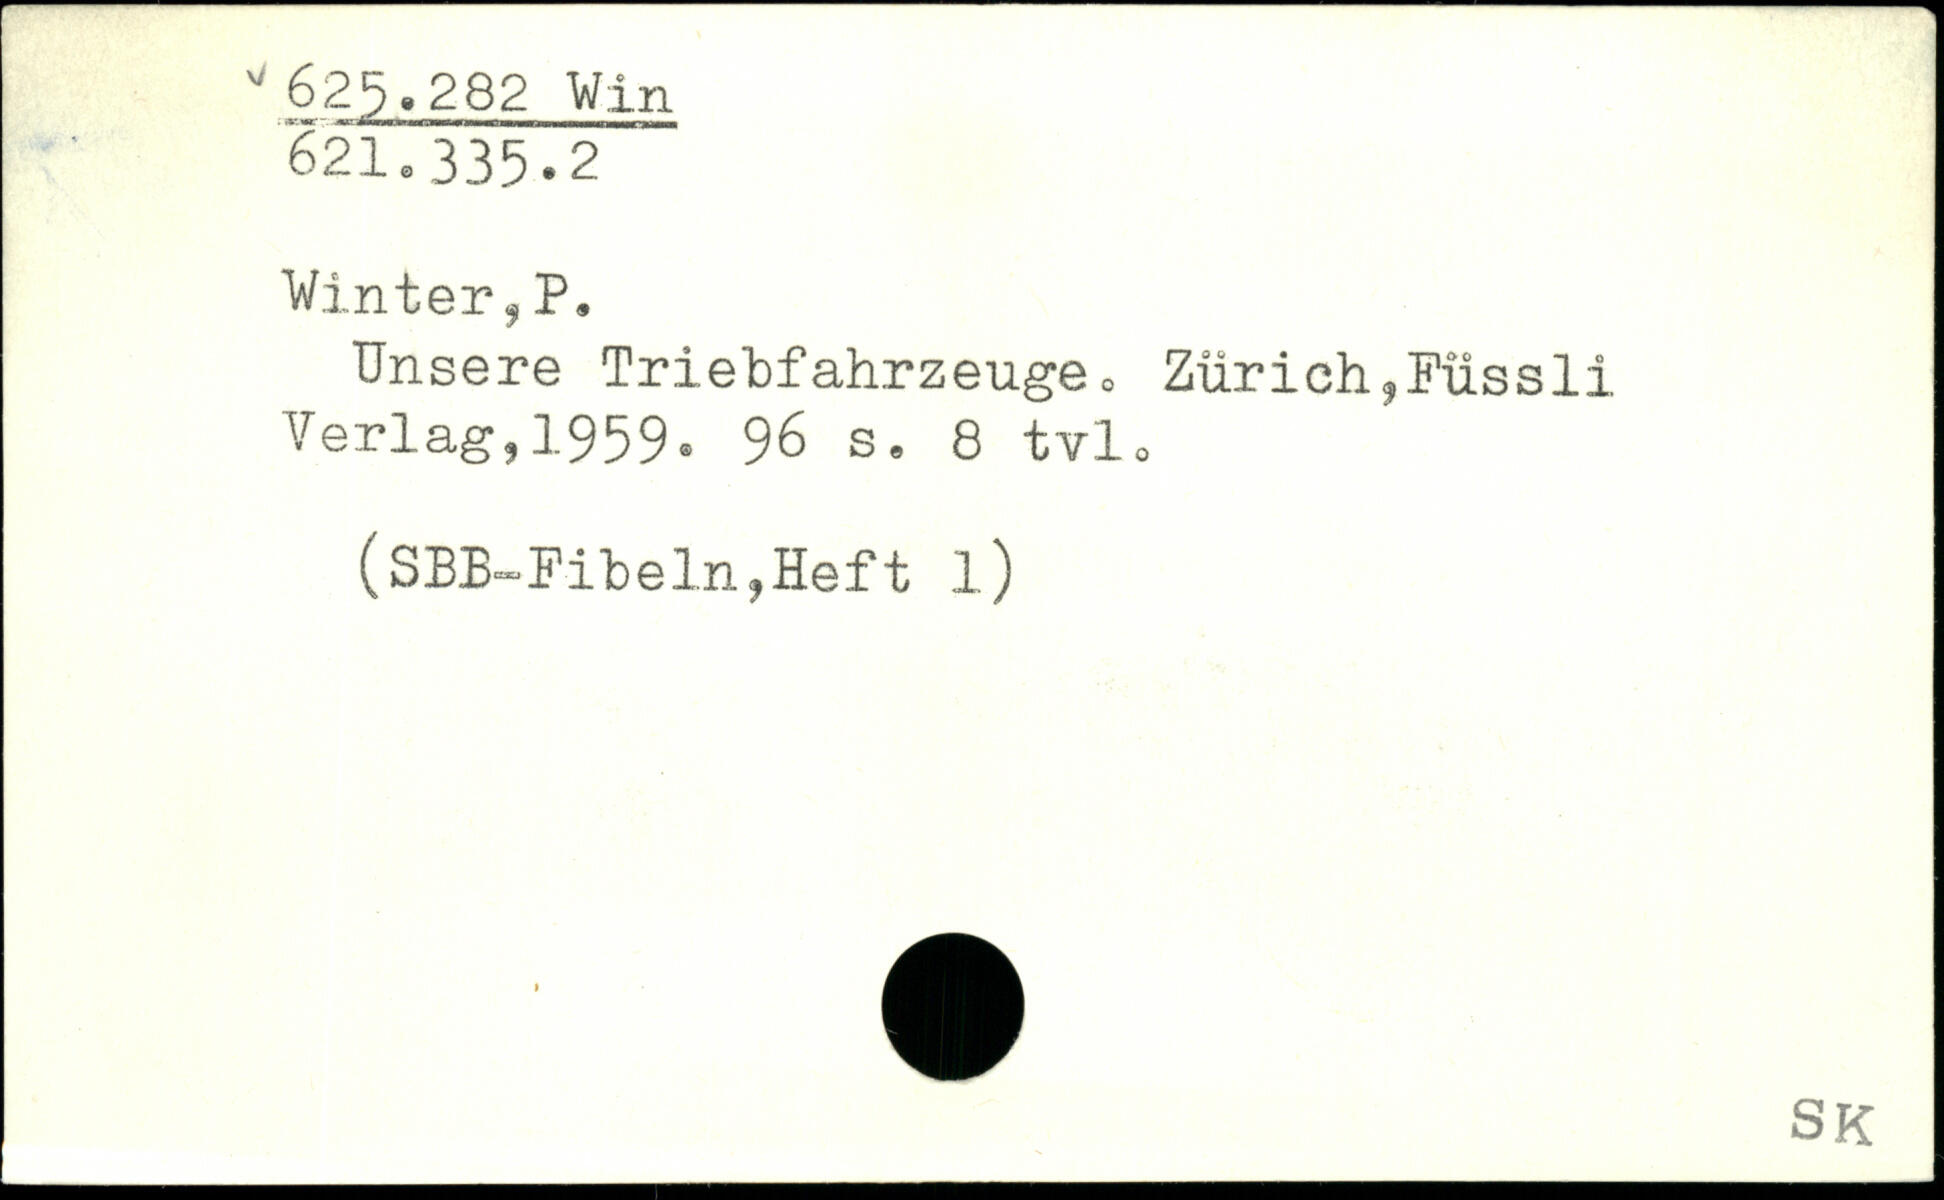 ✓ 625.282 Win
621.335.2
Winter,P.
Unsere Triebfahrzeuge. Zürich,Füssli
Verlag,1959. 96 s. 8 tvl.
(SBB-Fibeln,Heft 1)
SK